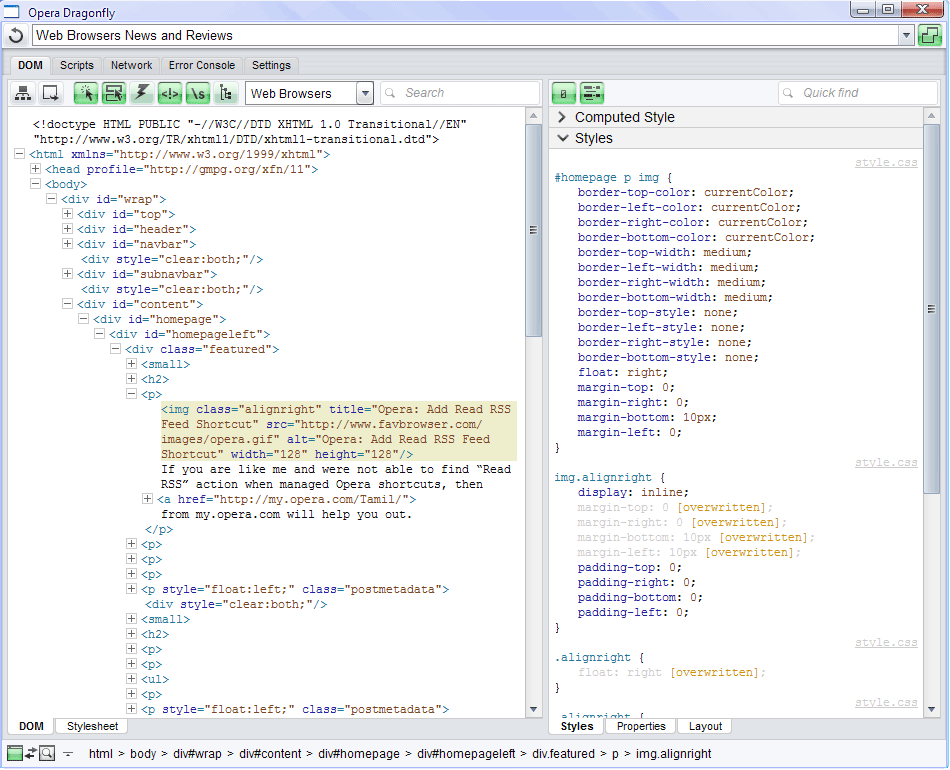 Opera Dragonfly
Web Browsers News and Reviews
DOM Scripts Network Error Console Settings
Web Browsers Search
Quick find
<!doctype HTML PUBLIC "-//W3C//DTD XHTML 1.0 Transitional//EN"
"http://www.w3.org/TR/xhtml1/DTD/xhtml1-transitional.dtd">
<html xmlns="http://www.w3.org/1999/xhtml">
<head profile="http://gmpg.org/xfn/11">
<body>
<div id="wrap">
<div id="top">
<div id="header">
<div id="navbar">
<div style="clear:both;"/>
<div id="subnavbar">
<div style="clear:both;"/>
<div id="content">
<div id="homepage">
<div id="homepageleft">
<div class="featured">
<small>
<h2>
<p>
<img class="alignright" title="Opera: Add Read RSS
Feed Shortcut" src="http://www.favbrowser.com/
images/opera.gif" alt="Opera: Add Read RSS Feed
Shortcut" width="128" height="128"/>
If you are like me and were not able to find “Read
RSS” action when managed Opera shortcuts, then
<a href="http://my.opera.com/Tamil/">
from my.opera.com will help you out.
</p>
<p>
<p>
<p>
<p style="float:left;" class="postmetadata">
<div style="clear:both;"/>
<small>
<h2>
<p>
<p>
<ul>
<p>
<p style="float:left;" class="postmetadata">
DOM Stylesheet
Computed Style
Styles
style.css
#homepage p img {
border-top-color: currentColor;
border-left-color: currentColor;
border-right-color: currentColor;
border-bottom-color: currentColor;
border-top-width: medium;
border-left-width: medium;
border-right-width: medium;
border-bottom-width: medium;
border-top-style: none;
border-left-style: none;
border-right-style: none;
border-bottom-style: none;
float: right;
margin-top: 0;
margin-right: 0;
margin-bottom: 10px;
margin-left: 0;
}
style.css
img.alignright {
display: inline;
margin-top: 0 [overwritten];
margin-right: 0 [overwritten];
margin-bottom: 10px [overwritten];
margin-left: 10px [overwritten];
padding-top: 0;
padding-right: 0;
padding-bottom: 0;
padding-left: 0;
}
style.css
.alignright {
float: right [overwritten];
}
style.css
.alignright {
Styles Properties Layout
html > body > div#wrap > div#content > div#homepage > div#homepageleft > div.featured > p > img.alignright